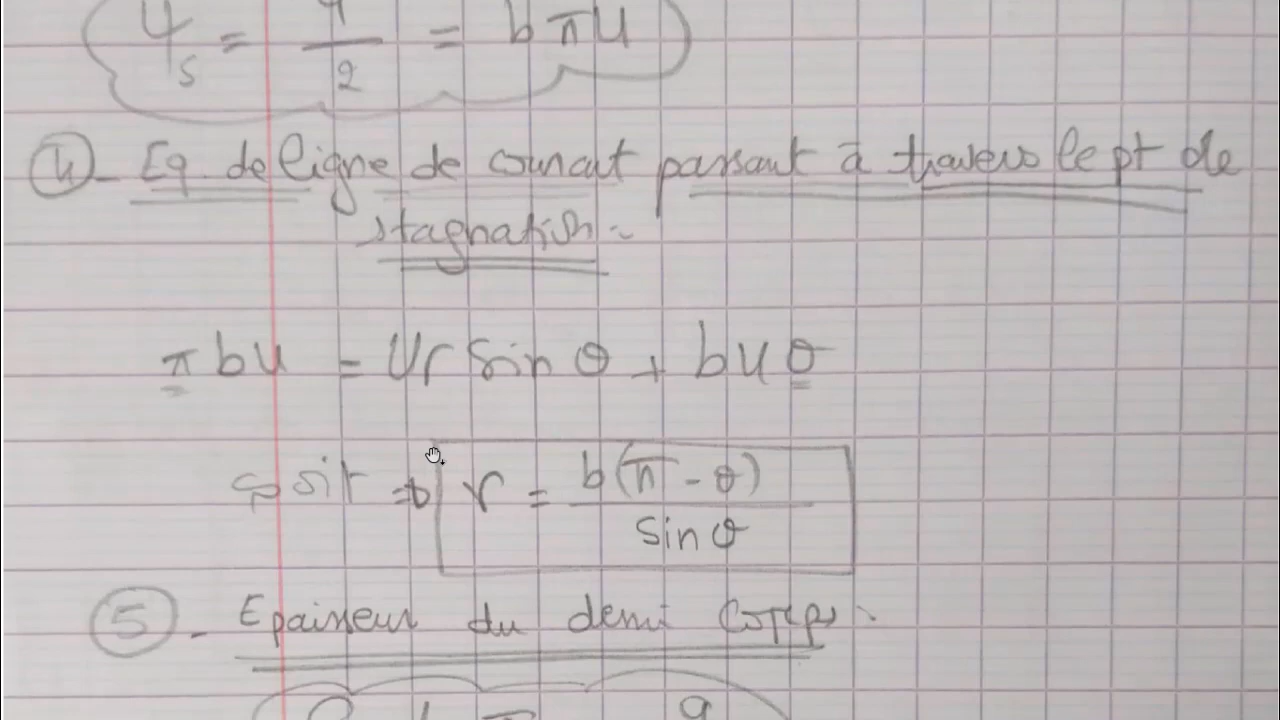 ψs = q/2 = bπU
④- Eq. de ligne de courant passant à travers le pt de
stagnation.
πbU = Ur sin θ + bUθ
soit ⇒ r = b(π - θ)/sin θ
⑤- Epaisseur du demi Corps.